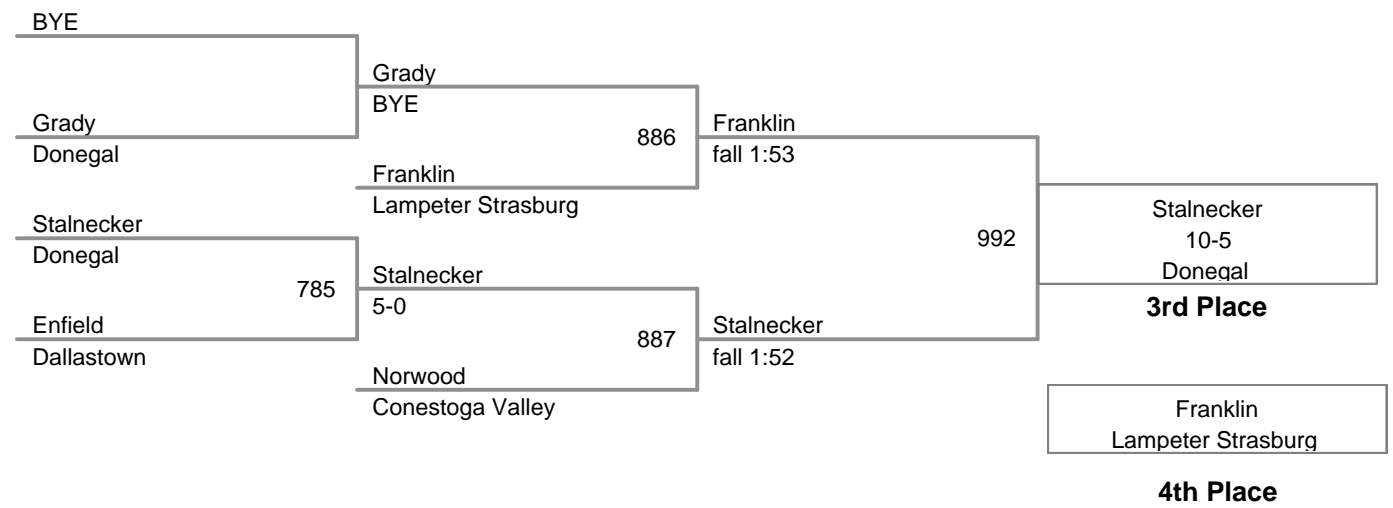 BYE
Grady
BYE
Grady
Donegal
886
Franklin
fall 1:53
Franklin
Lampeter Strasburg
Stalnecker
Donegal
992
Stalnecker
10-5
Donegal
3rd Place
785
Stalnecker
5-0
Enfield
Dallastown
887
Stalnecker
fall 1:52
Norwood
Conestoga Valley
Franklin
Lampeter Strasburg
4th Place